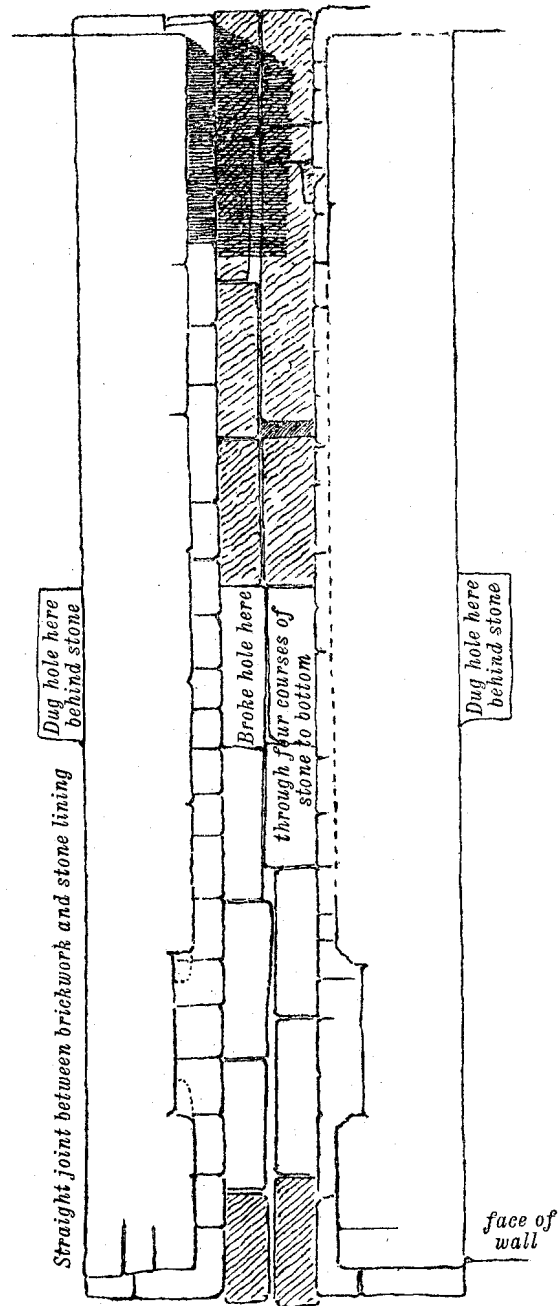 Dug hole here
behind stone
Straight joint between brickwork and stone lining
Broke hole here
through four courses of
stone to bottom
Dug hole here
behind stone
face of
wall